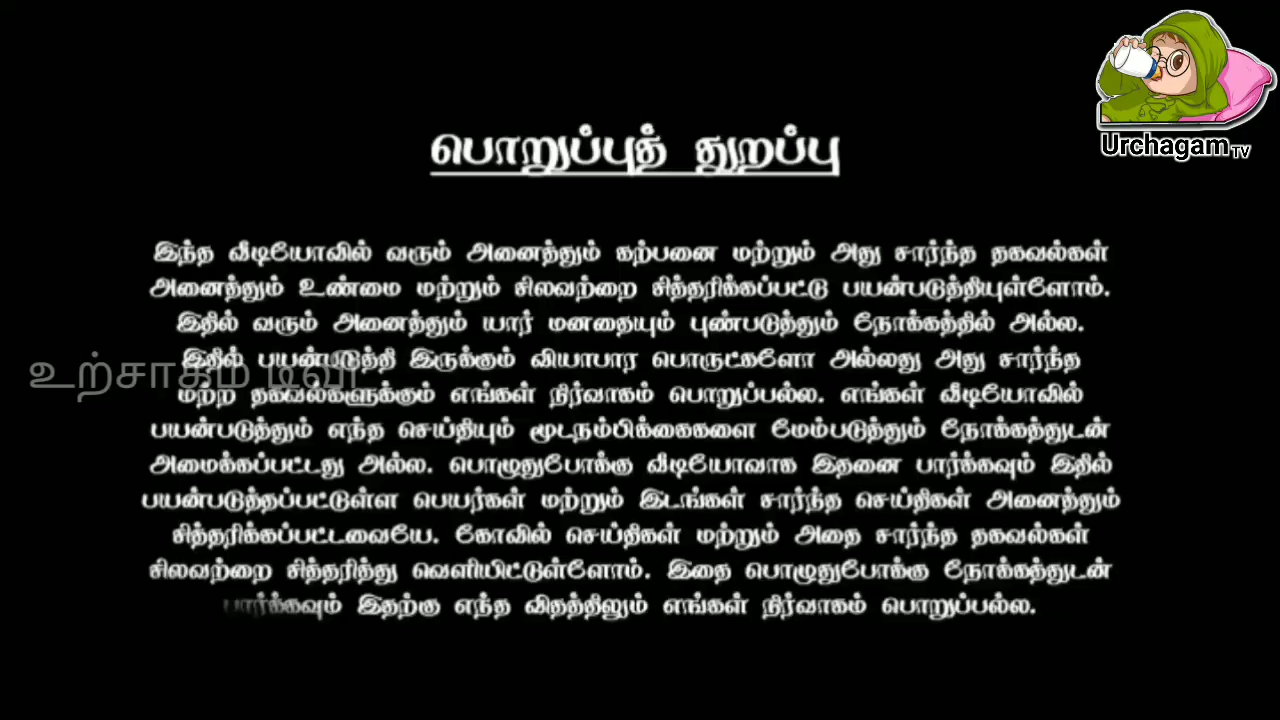 Urchagam TV
பொறுப்புத் துறப்பு
இந்த வீடியோவில் வரும் அனைத்தும் கற்பனை மற்றும் அது சார்ந்த தகவல்கள்
அனைத்தும் உண்மை மற்றும் சிலவற்றை சித்தரிக்கப்பட்டு பயன்படுத்தியுள்ளோம்.
இதில் வரும் அனைத்தும் யார் மனதையும் புண்படுத்தும் நோக்கத்தில் அல்ல.
இதில் பயன்படுத்தி இருக்கும் வியாபார பொருட்களோ அல்லது அது சார்ந்த
உற்சாகம் டிவி
மற்ற தகவல்களுக்கும் எங்கள் நிர்வாகம் பொறுப்பல்ல. எங்கள் வீடியோவில்
பயன்படுத்தும் எந்த செய்தியும் மூடநம்பிக்கைகளை மேம்படுத்தும் நோக்கத்துடன்
அமைக்கப்பட்டது அல்ல. பொழுதுபோக்கு வீடியோவாக இதனை பார்க்கவும் இதில்
பயன்படுத்தப்பட்டுள்ள பெயர்கள் மற்றும் இடங்கள் சார்ந்த செய்திகள் அனைத்தும்
சித்தரிக்கப்பட்டவையே. கோவில் செய்திகள் மற்றும் அதை சார்ந்த தகவல்கள்
சிலவற்றை சித்தரித்து வெளியிட்டுள்ளோம். இதை பொழுதுபோக்கு நோக்கத்துடன்
பார்க்கவும் இதற்கு எந்த விதத்திலும் எங்கள் நிர்வாகம் பொறுப்பல்ல.